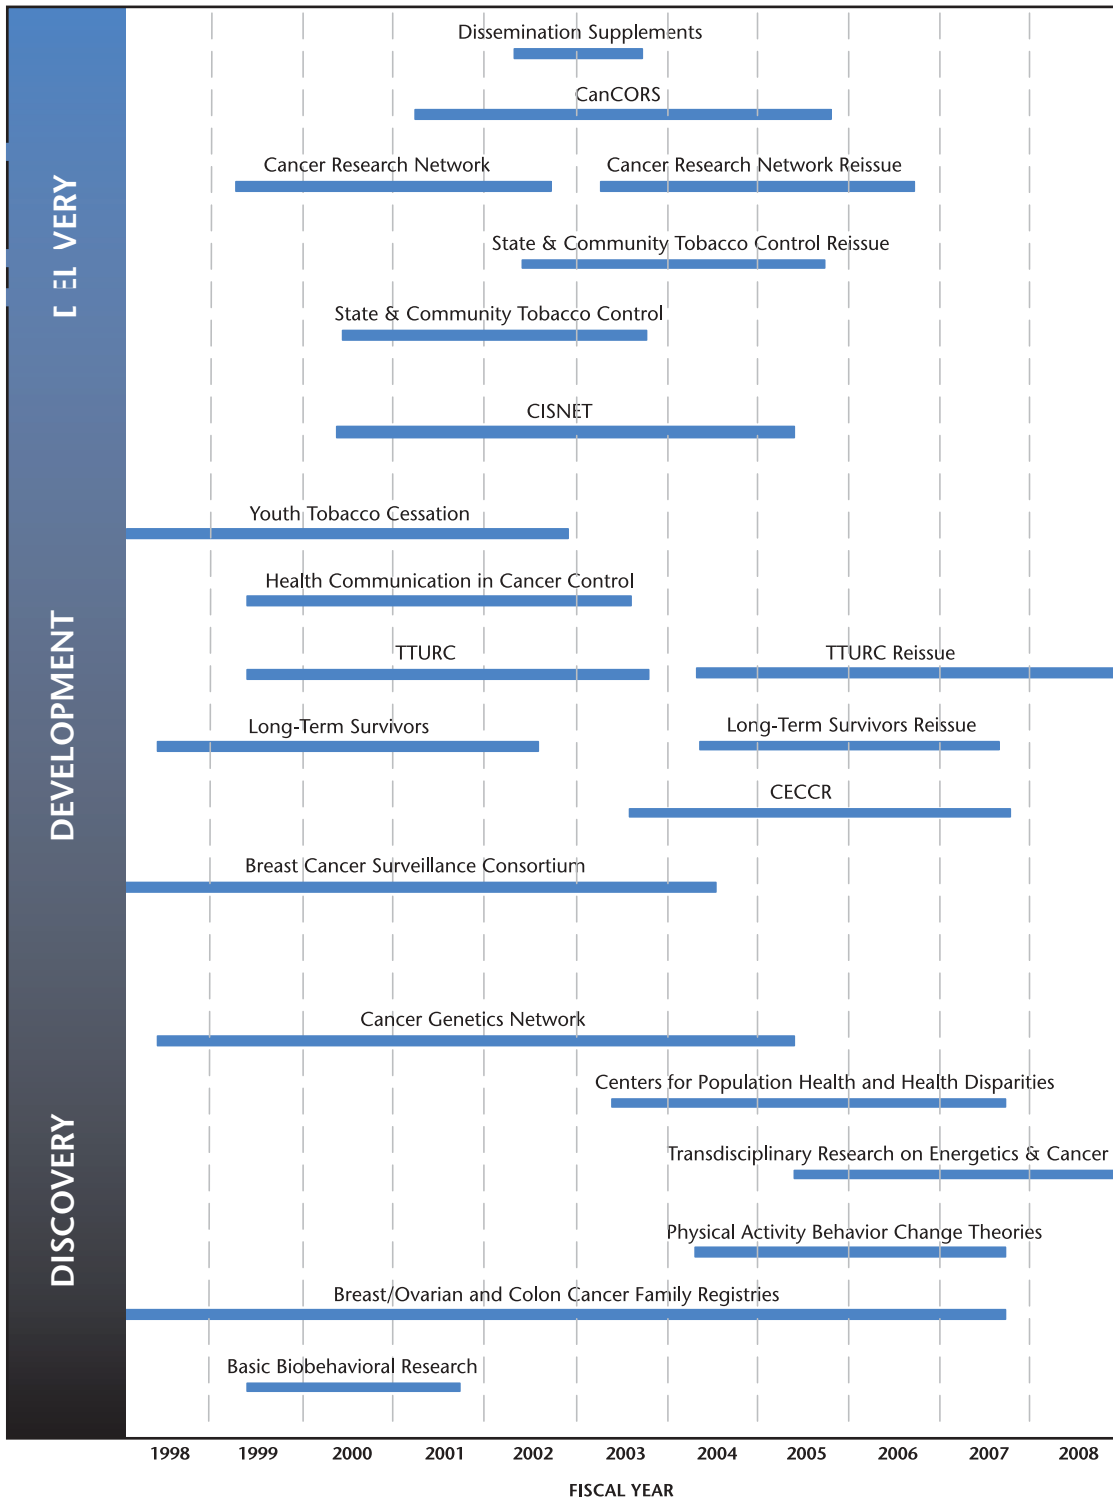 Dissemination Supplements
CanCORS
Cancer Research Network
Cancer Research Network Reissue
State & Community Tobacco Control Reissue
State & Community Tobacco Control
CISNET
Youth Tobacco Cessation
Health Communication in Cancer Control
TTURC
TTURC Reissue
Long-Term Survivors
Long-Term Survivors Reissue
CECCR
Breast Cancer Surveillance Consortium
Cancer Genetics Network
Centers for Population Health and Health Disparities
Transdisciplinary Research on Energetics & Cancer
Physical Activity Behavior Change Theories
Breast/Ovarian and Colon Cancer Family Registries
Basic Biobehavioral Research
DELIVERY
DEVELOPMENT
DISCOVERY
1998 1999 2000 2001 2002 2003 2004 2005 2006 2007 2008
FISCAL YEAR